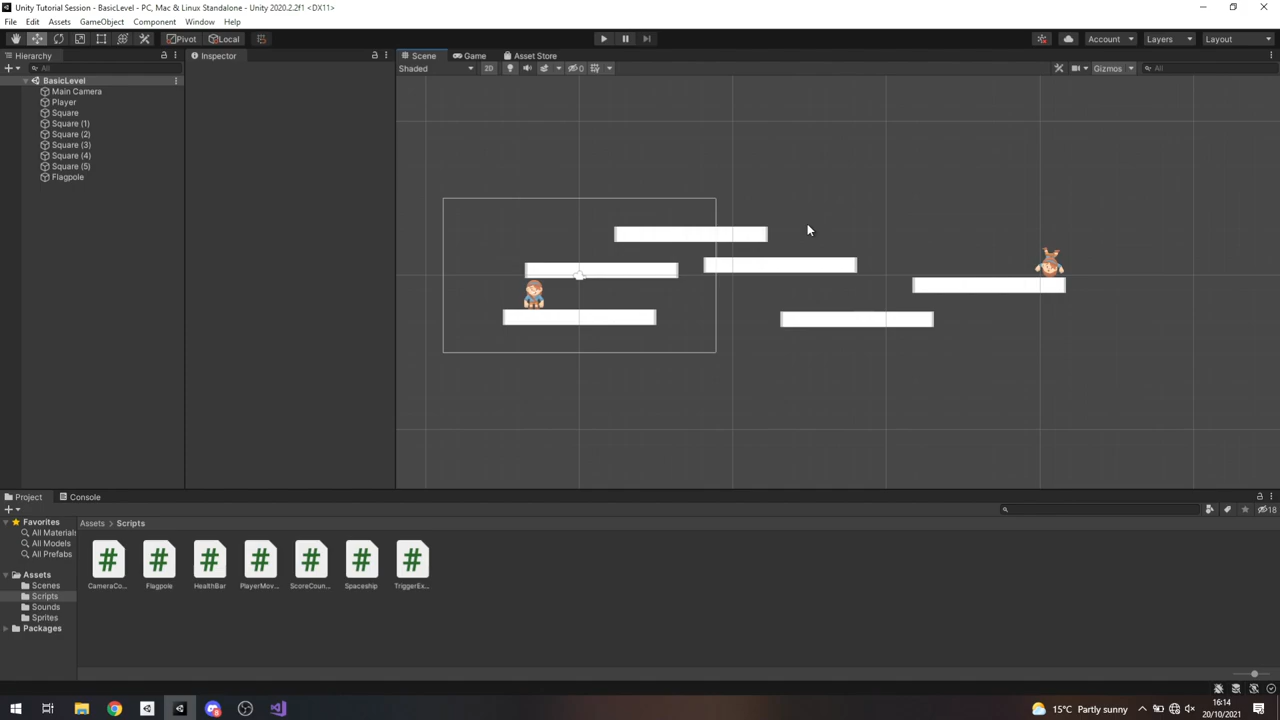 Unity Tutorial Session - BasicLevel - PC, Mac & Linux Standalone - Unity 2020.2.2f1 <DX11>
File Edit Assets GameObject Component Window Help
Pivot Local Account Layers Layout
Hierarchy
All
BasicLevel
Main Camera
Player
Square
Square (1)
Square (2)
Square (3)
Square (4)
Square (5)
Flagpole
Inspector
Scene Game Asset Store
Shaded 2D 0 Gizmos All
Project Console
18
Favorites
All Material
All Models
All Prefabs
Assets
Scenes
Scripts
Sounds
Sprites
Packages
Assets > Scripts
# # # # # # #
CameraCo... Flagpole HealthBar PlayerMov... ScoreCoun... Spaceship TriggerEx...
15°C Partly sunny
16:14
20/10/2021